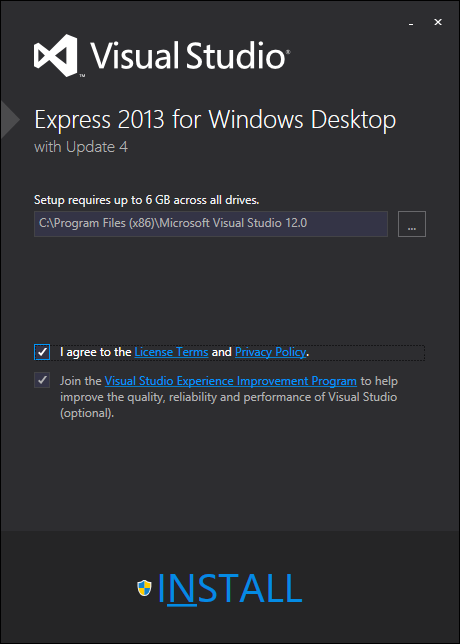 Visual Studio®
Express 2013 for Windows Desktop
with Update 4
Setup requires up to 6 GB across all drives.
C:\Program Files (x86)\Microsoft Visual Studio 12.0
...
I agree to the License Terms and Privacy Policy.
Join the Visual Studio Experience Improvement Program to help
improve the quality, reliability and performance of Visual Studio
(optional).
INSTALL